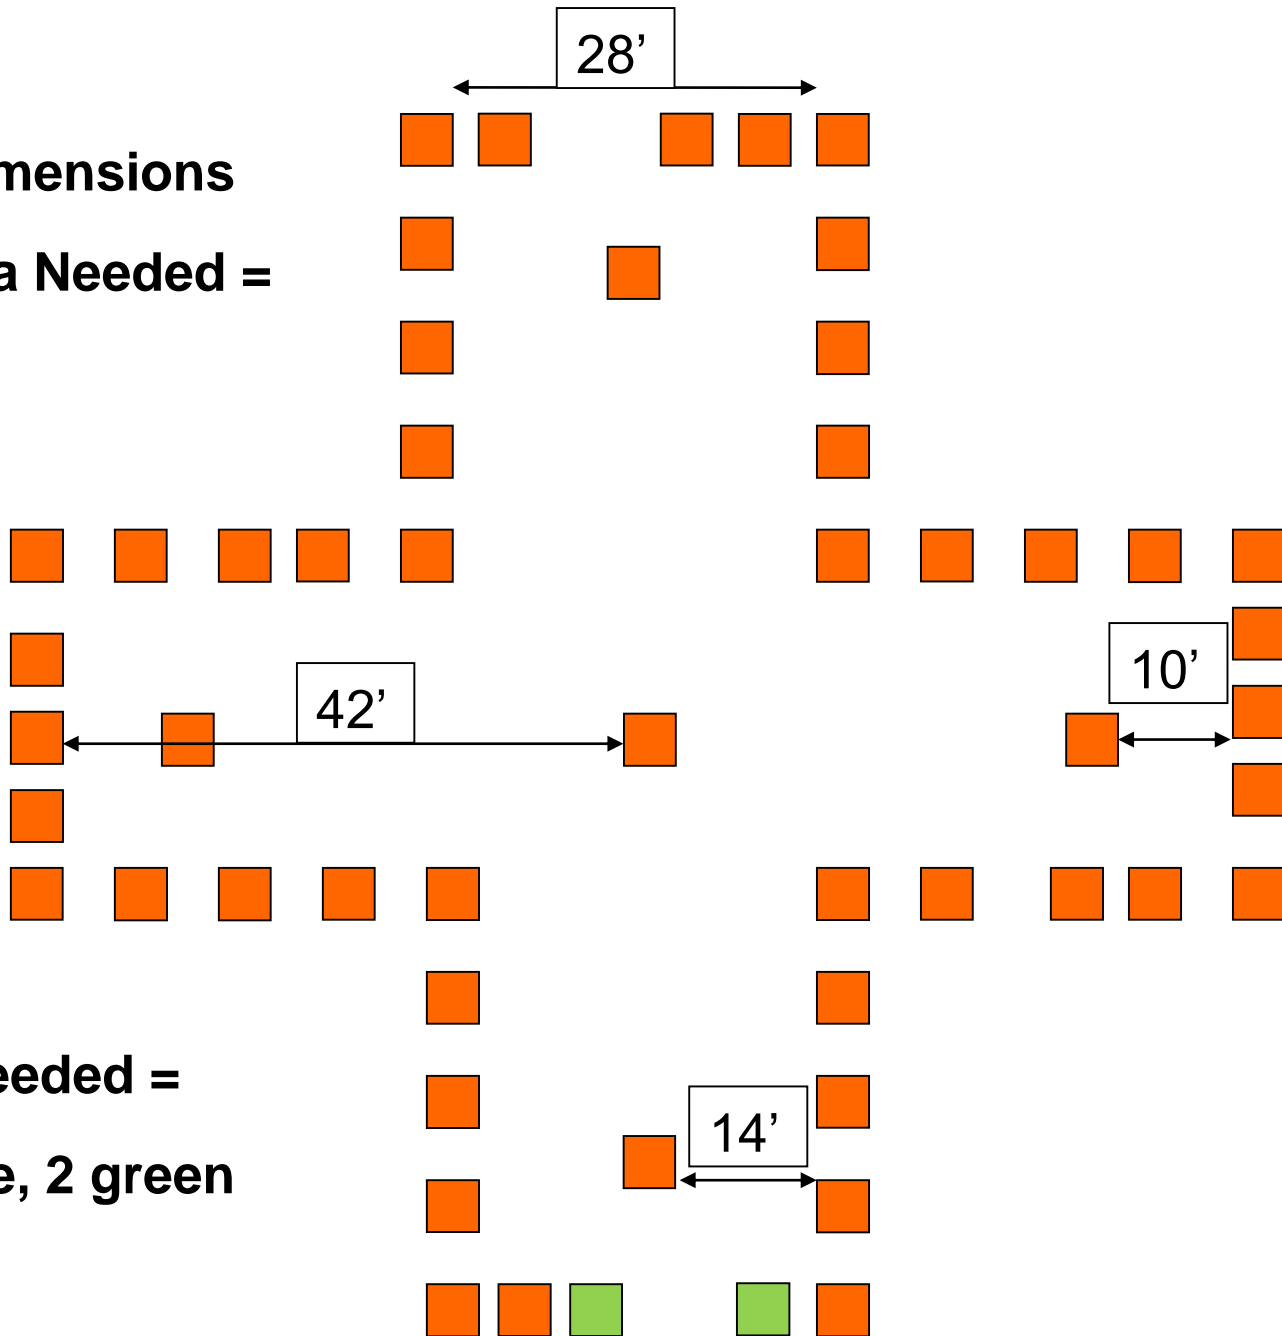 28’
mensions
a Needed =
10’
42’
eeded =
14’
e, 2 green